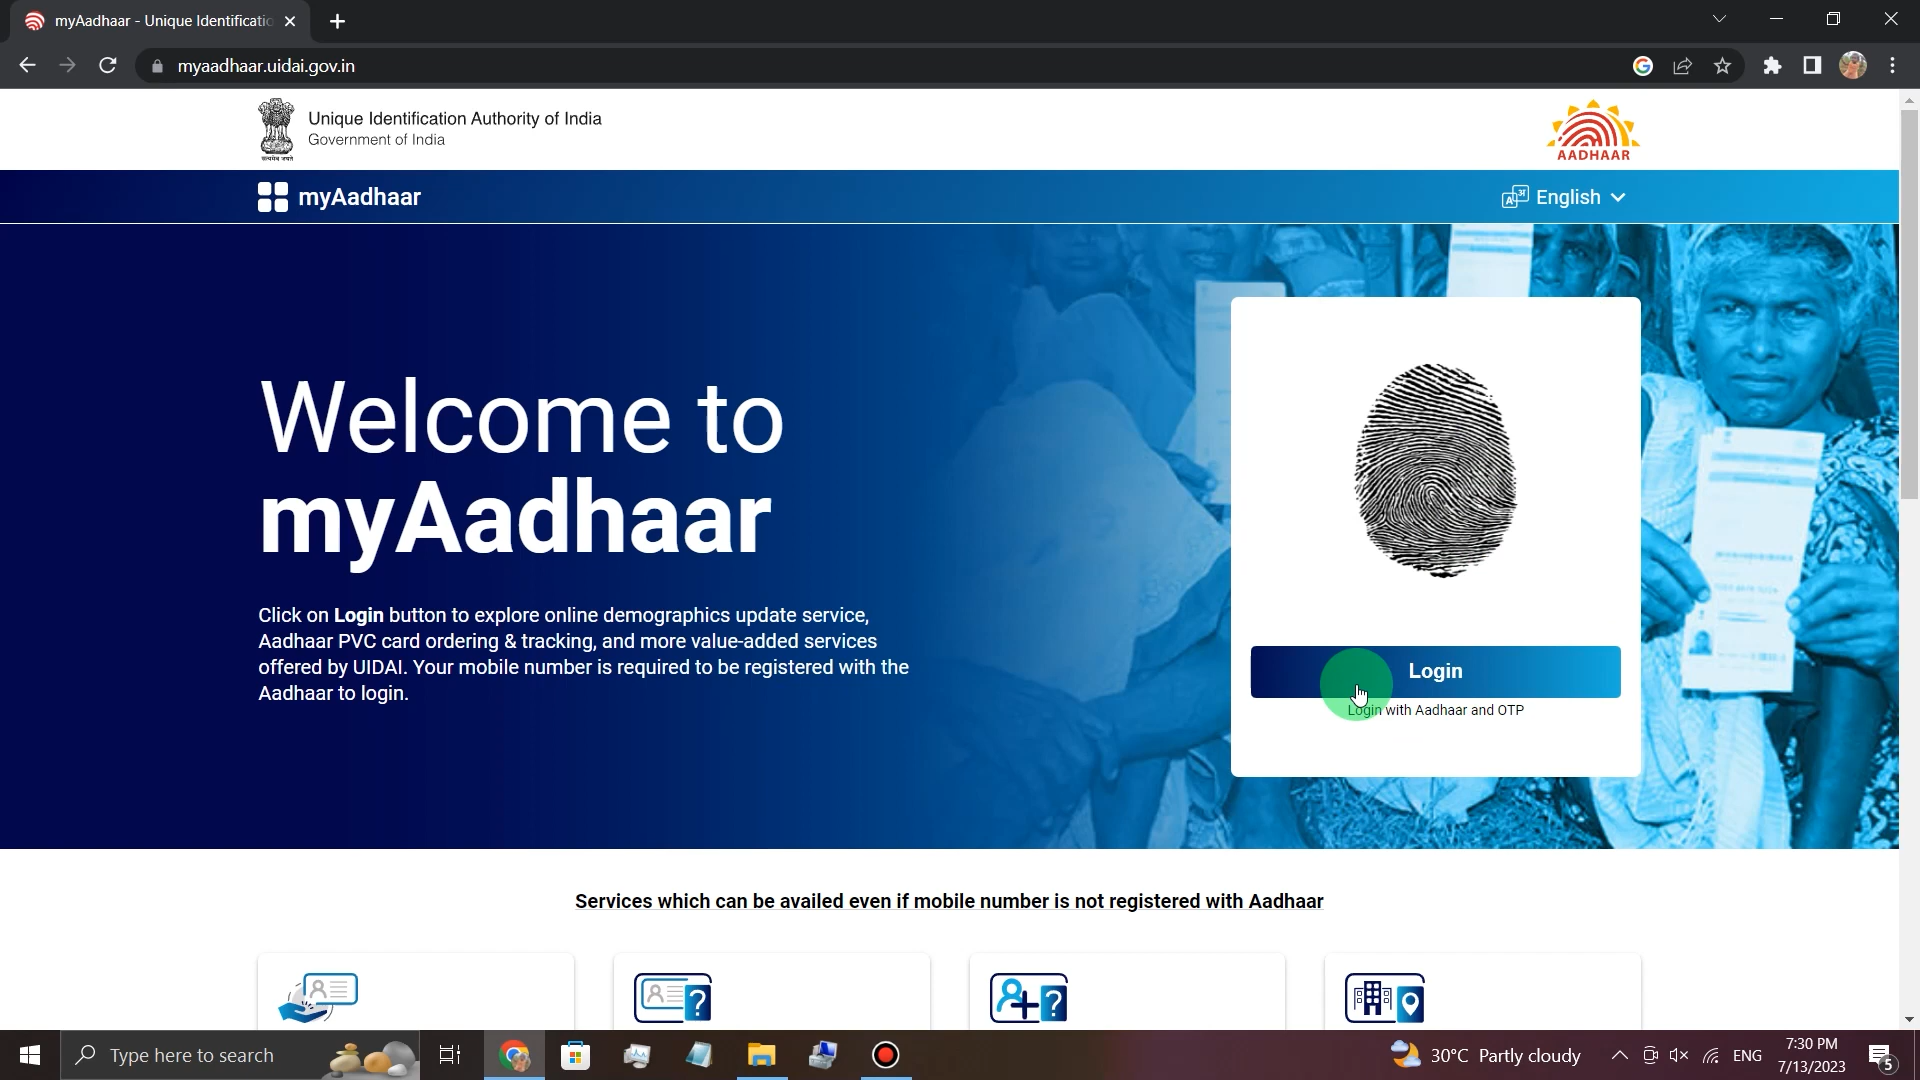 myAadhaar - Unique Identificatio
myaadhaar.uidai.gov.in
सत्यमेव जयते
Unique Identification Authority of India
Government of India
AADHAAR
myAadhaar
English
Welcome to
myAadhaar
Click on Login button to explore online demographics update service,
Aadhaar PVC card ordering & tracking, and more value-added services
offered by UIDAI. Your mobile number is required to be registered with the
Aadhaar to login.
Login
Login with Aadhaar and OTP
Services which can be availed even if mobile number is not registered with Aadhaar
Type here to search
30°C Partly cloudy
ENG
7:30 PM
7/13/2023
5